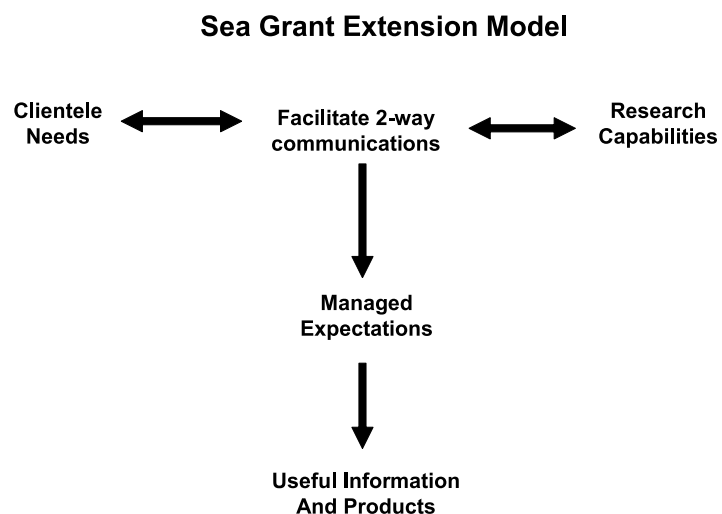 Sea Grant Extension Model
Clientele
Needs
Facilitate 2-way
communications
Research
Capabilities
Managed
Expectations
Useful Information
And Products